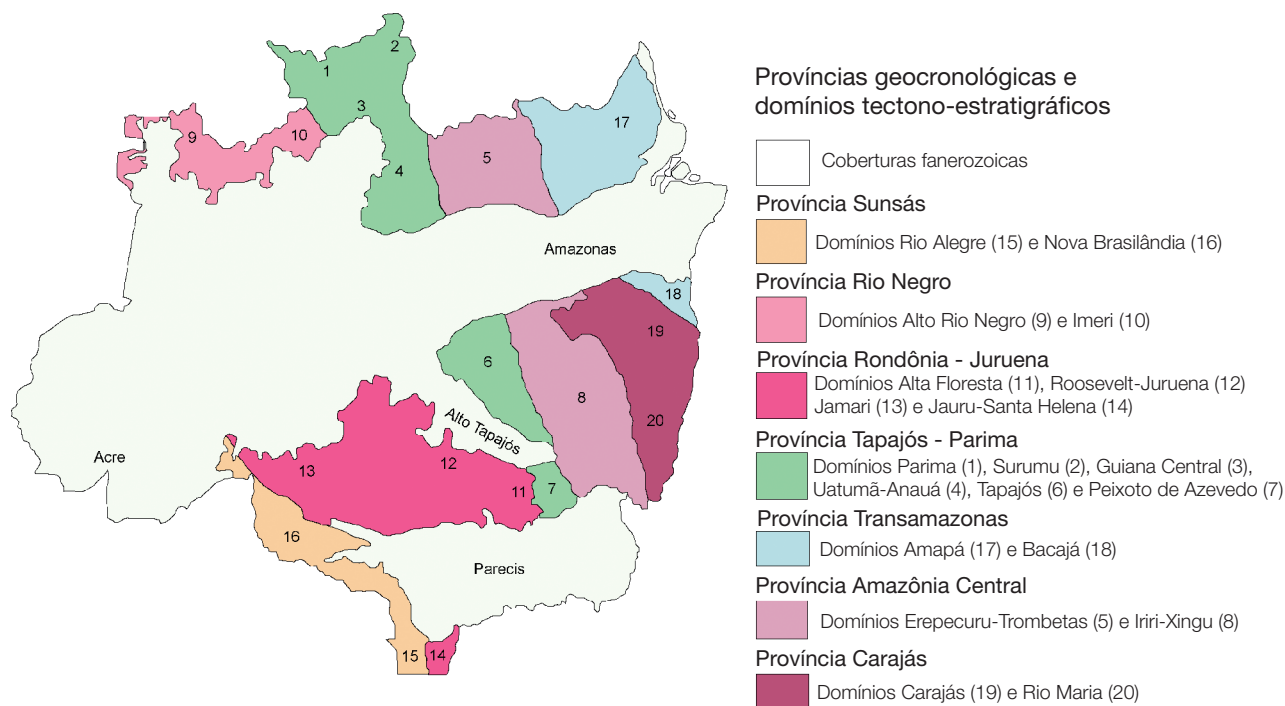 1
2
3
4
5
9
10
17
Amazonas
18
19
6
8
20
Alto Tapajós
Acre
13
12
11
7
16
Parecis
15
14
Províncias geocronológicas e
domínios tectono-estratigráficos
Coberturas fanerozoicas
Província Sunsás
Domínios Rio Alegre (15) e Nova Brasilândia (16)
Província Rio Negro
Domínios Alto Rio Negro (9) e Imeri (10)
Província Rondônia - Juruena
Domínios Alta Floresta (11), Roosevelt-Juruena (12)
Jamari (13) e Jauru-Santa Helena (14)
Província Tapajós - Parima
Domínios Parima (1), Surumu (2), Guiana Central (3),
Uatumã-Anauá (4), Tapajós (6) e Peixoto de Azevedo (7)
Província Transamazonas
Domínios Amapá (17) e Bacajá (18)
Província Amazônia Central
Domínios Erepecuru-Trombetas (5) e Iriri-Xingu (8)
Província Carajás
Domínios Carajás (19) e Rio Maria (20)